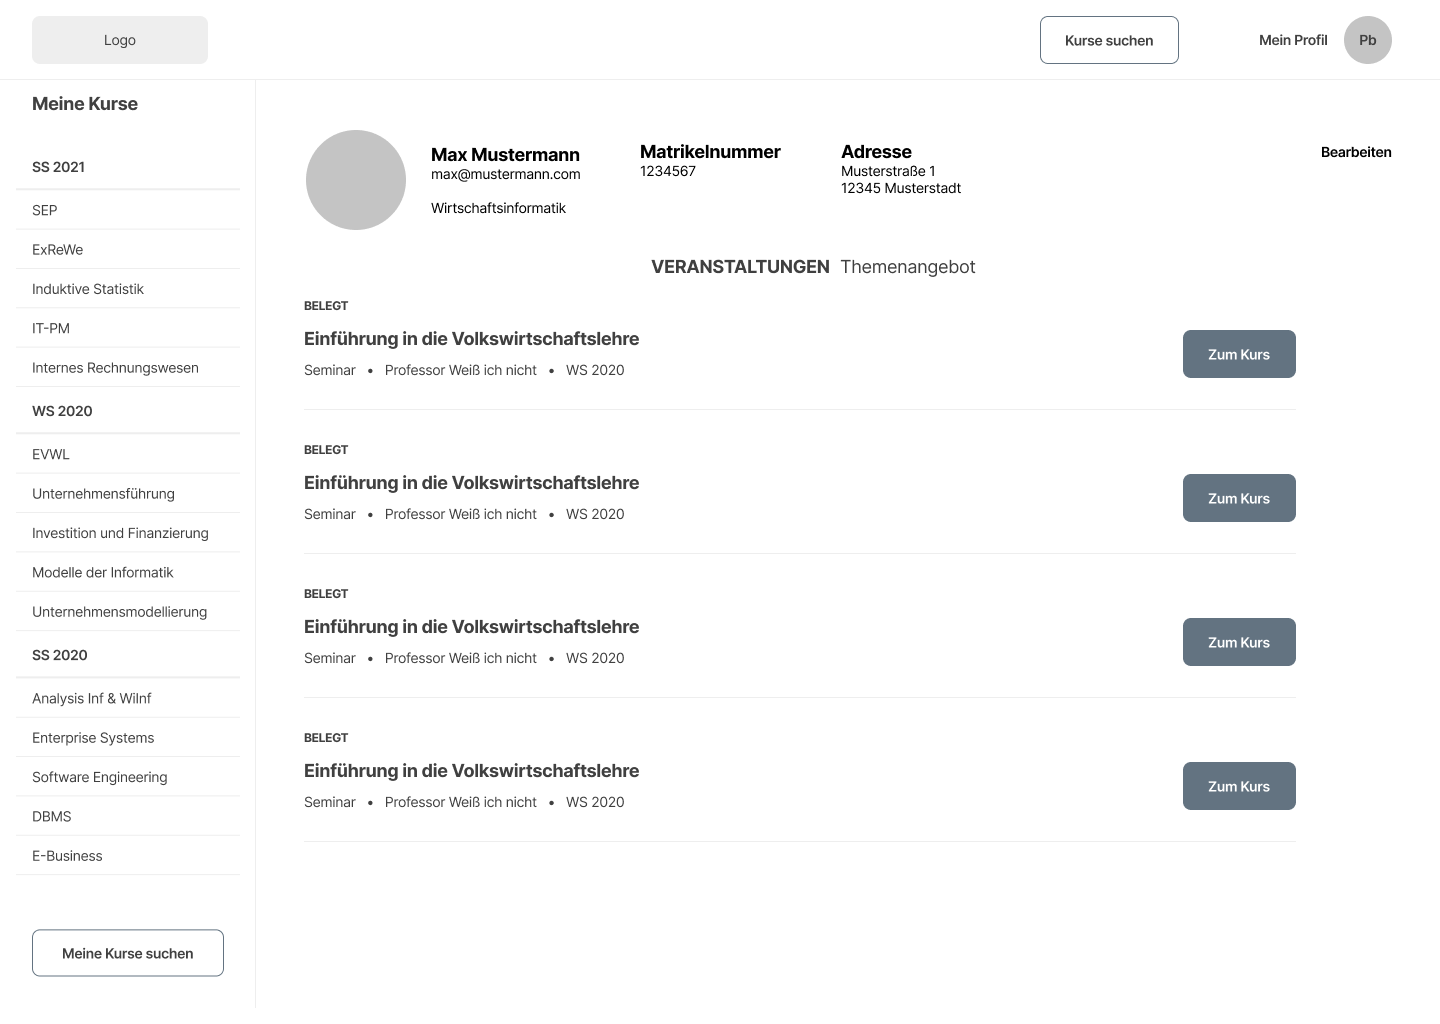 Logo
Kurse suchen
Mein Profil
Pb
Meine Kurse
SS 2021
SEP
ExReWe
Induktive Statistik
IT-PM
Internes Rechnungswesen
WS 2020
EVWL
Unternehmensführung
Investition und Finanzierung
Modelle der Informatik
Unternehmensmodellierung
SS 2020
Analysis Inf & WiInf
Enterprise Systems
Software Engineering
DBMS
E-Business
Meine Kurse suchen
Max Mustermann
max@mustermann.com
Wirtschaftsinformatik
Matrikelnummer
1234567
Adresse
Musterstraße 1
12345 Musterstadt
Bearbeiten
VERANSTALTUNGEN Themenangebot
BELEGT
Einführung in die Volkswirtschaftslehre
Seminar • Professor Weiß ich nicht • WS 2020
Zum Kurs
BELEGT
Einführung in die Volkswirtschaftslehre
Seminar • Professor Weiß ich nicht • WS 2020
Zum Kurs
BELEGT
Einführung in die Volkswirtschaftslehre
Seminar • Professor Weiß ich nicht • WS 2020
Zum Kurs
BELEGT
Einführung in die Volkswirtschaftslehre
Seminar • Professor Weiß ich nicht • WS 2020
Zum Kurs